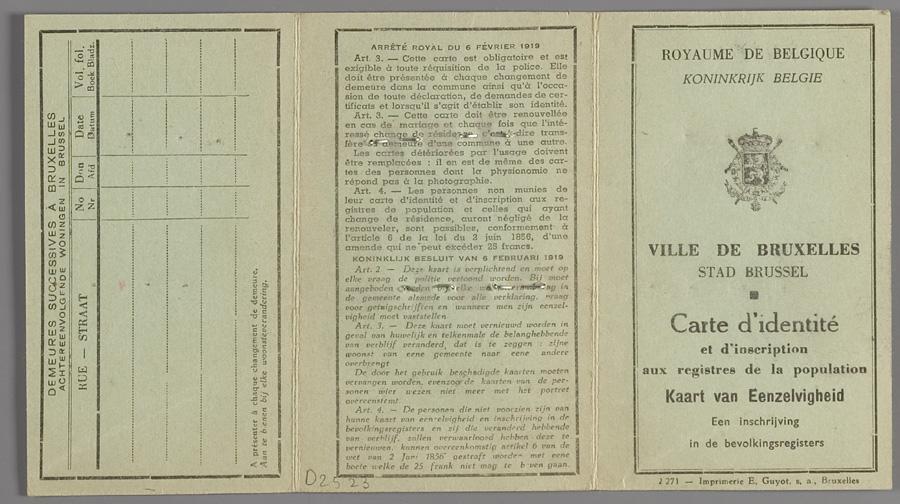 DEMEURES SUCCESSIVES À BRUXELLES
ACHTEREENVOLGENDE WONINGEN IN BRUSSEL
RUE — STRAAT
No
Nr
Don
Afd
Date
Datum
Vol. fol.
Boek Bladz.
A présenter à chaque changement de demeure.
Aan te bienen bij elke woonsteverandering.
ARRÊTÉ ROYAL DU 6 FÉVRIER 1919
Art. 3. — Cette carte est obligatoire et est
exigible à toute réquisition de la police. Elle
doit être présentée à chaque changement de
demeure dans la commune ainsi qu'à l'occa-
sion de toute déclaration, de demandes de cer-
tificats et lorsqu'il s'agit d'établir son identité.
Art. 3. — Cette carte doit être renouvellée
en cas de mariage et chaque fois que l'inté-
ressé change de c'est-dire trans-
fère demeure d'une commune à une autre.
Les cartes détériorées par l'usage doivent
être remplacées : il en est de même des car-
tes des personnes dont la physionomie ne
répond pas à la photographie.
Art. 4. — Les personnes non munies de
leur carte d'identité et d'inscription aux re-
gistres de population et celles qui ayant
change de résidence, auront négligé de la
renouveler, sont passibles, conformément à
l'article 6 de la loi du 2 juin 1856, d'une
amende qui ne peut excéder 25 francs.
KONINKLIJK BESLUIT VAN 6 FEBRUARI 1919
Art. 2 — Deze kaart is verplichtend en moet op
elke vraag de politie vertoond worden. Bij moet
aangeboden bij elke in
de gemeente alsmede voor alle verklaring, vraag
voor getuigschriften en wanneer men zijn eenzel-
vigheid moet vaststellen
Art. 3. — Deze kaart moet vernieuwd worden in
geval van huwelijk en telkenmale de belanghebbende
van verblijf veranderd, dat is te zeggen : zijne
woonst van eene gemeente naar eene andere
overbrengt
De door het gebruik beschadigde kaarten moeten
vervangen worden, evenzoo de kaarten van de per-
sonen wier wezen niet meer met het portret
overeenstemt.
Art. 4. — De personen die niet voorzien zijn van
hunne kaart van eenzelvigheid en inschrijving in de
bevolkingsregisters en zij die veranderd hebbende
van verblijf, zullen verwaarloosd hebben deze te
vernieuwen, kunnen overeenkomstig artikel 6 van de
wet van 2 Juni 1856 gestraft worden met eene
boete welke de 25 frank niet mag te boven gaan.
D2523
ROYAUME DE BELGIQUE
KONINKRIJK BELGIE
VILLE DE BRUXELLES
STAD BRUSSEL
Carte d'identité
et d'inscription
aux registres de la population
Kaart van Eenzelvigheid
Een inschrijving
in de bevolkingsregisters
2 271 — Imprimerie E. Guyot, s. a., Bruxelles